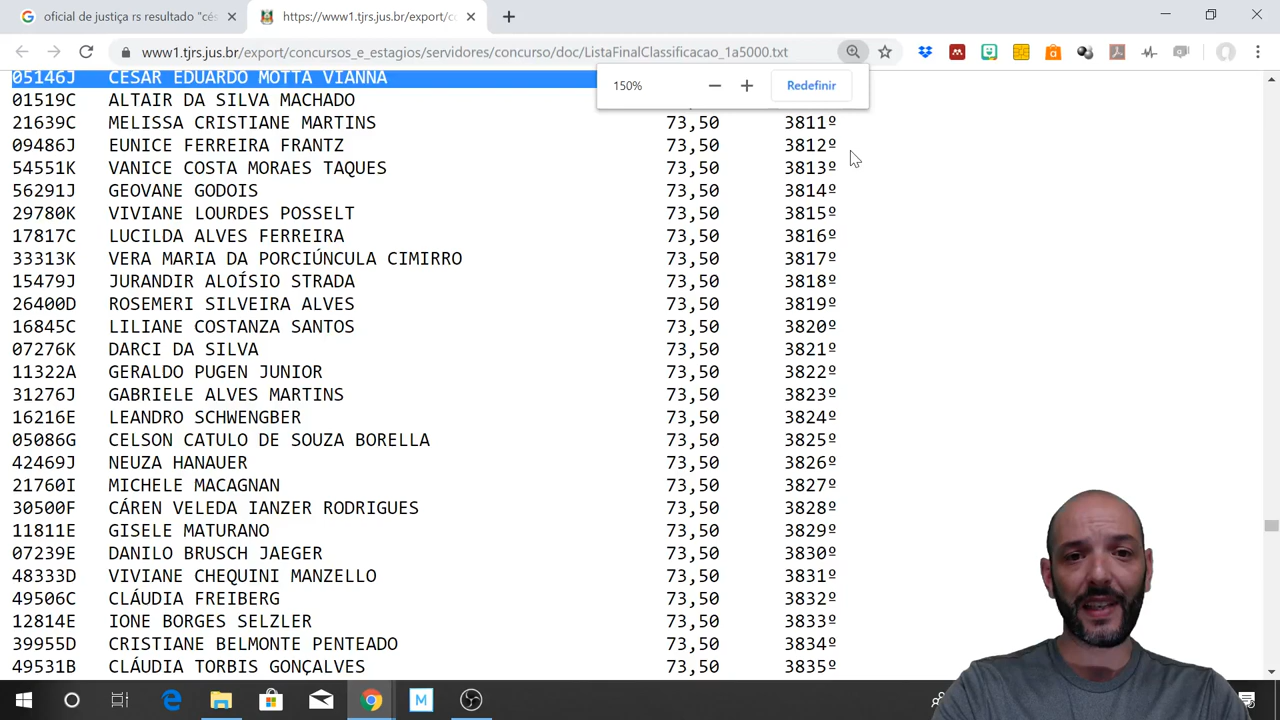 oficial de justiça rs resultado "cés
https://www1.tjrs.jus.br/export/co
www1.tjrs.jus.br/export/concursos_e_estagios/servidores/concurso/doc/ListaFinalClassificacao_1a5000.txt
150%
Redefinir
05146J CESAR EDUARDO MOTTA VIANNA
01519C ALTAIR DA SILVA MACHADO
21639C MELISSA CRISTIANE MARTINS 73,50 3811º
09486J EUNICE FERREIRA FRANTZ 73,50 3812º
54551K VANICE COSTA MORAES TAQUES 73,50 3813º
56291J GEOVANE GODOIS 73,50 3814º
29780K VIVIANE LOURDES POSSELT 73,50 3815º
17817C LUCILDA ALVES FERREIRA 73,50 3816º
33313K VERA MARIA DA PORCIÚNCULA CIMIRRO 73,50 3817º
15479J JURANDIR ALOÍSIO STRADA 73,50 3818º
26400D ROSEMERI SILVEIRA ALVES 73,50 3819º
16845C LILIANE COSTANZA SANTOS 73,50 3820º
07276K DARCI DA SILVA 73,50 3821º
11322A GERALDO PUGEN JUNIOR 73,50 3822º
31276J GABRIELE ALVES MARTINS 73,50 3823º
16216E LEANDRO SCHWENGBER 73,50 3824º
05086G CELSON CATULO DE SOUZA BORELLA 73,50 3825º
42469J NEUZA HANAUER 73,50 3826º
21760I MICHELE MACAGNAN 73,50 3827º
30500F CÁREN VELEDA IANZER RODRIGUES 73,50 3828º
11811E GISELE MATURANO 73,50 3829º
07239E DANILO BRUSCH JAEGER 73,50 3830º
48333D VIVIANE CHEQUINI MANZELLO 73,50 3831º
49506C CLÁUDIA FREIBERG 73,50 3832º
12814E IONE BORGES SELZLER 73,50 3833º
39955D CRISTIANE BELMONTE PENTEADO 73,50 3834º
49531B CLÁUDIA TORBIS GONÇALVES 73,50 3835º